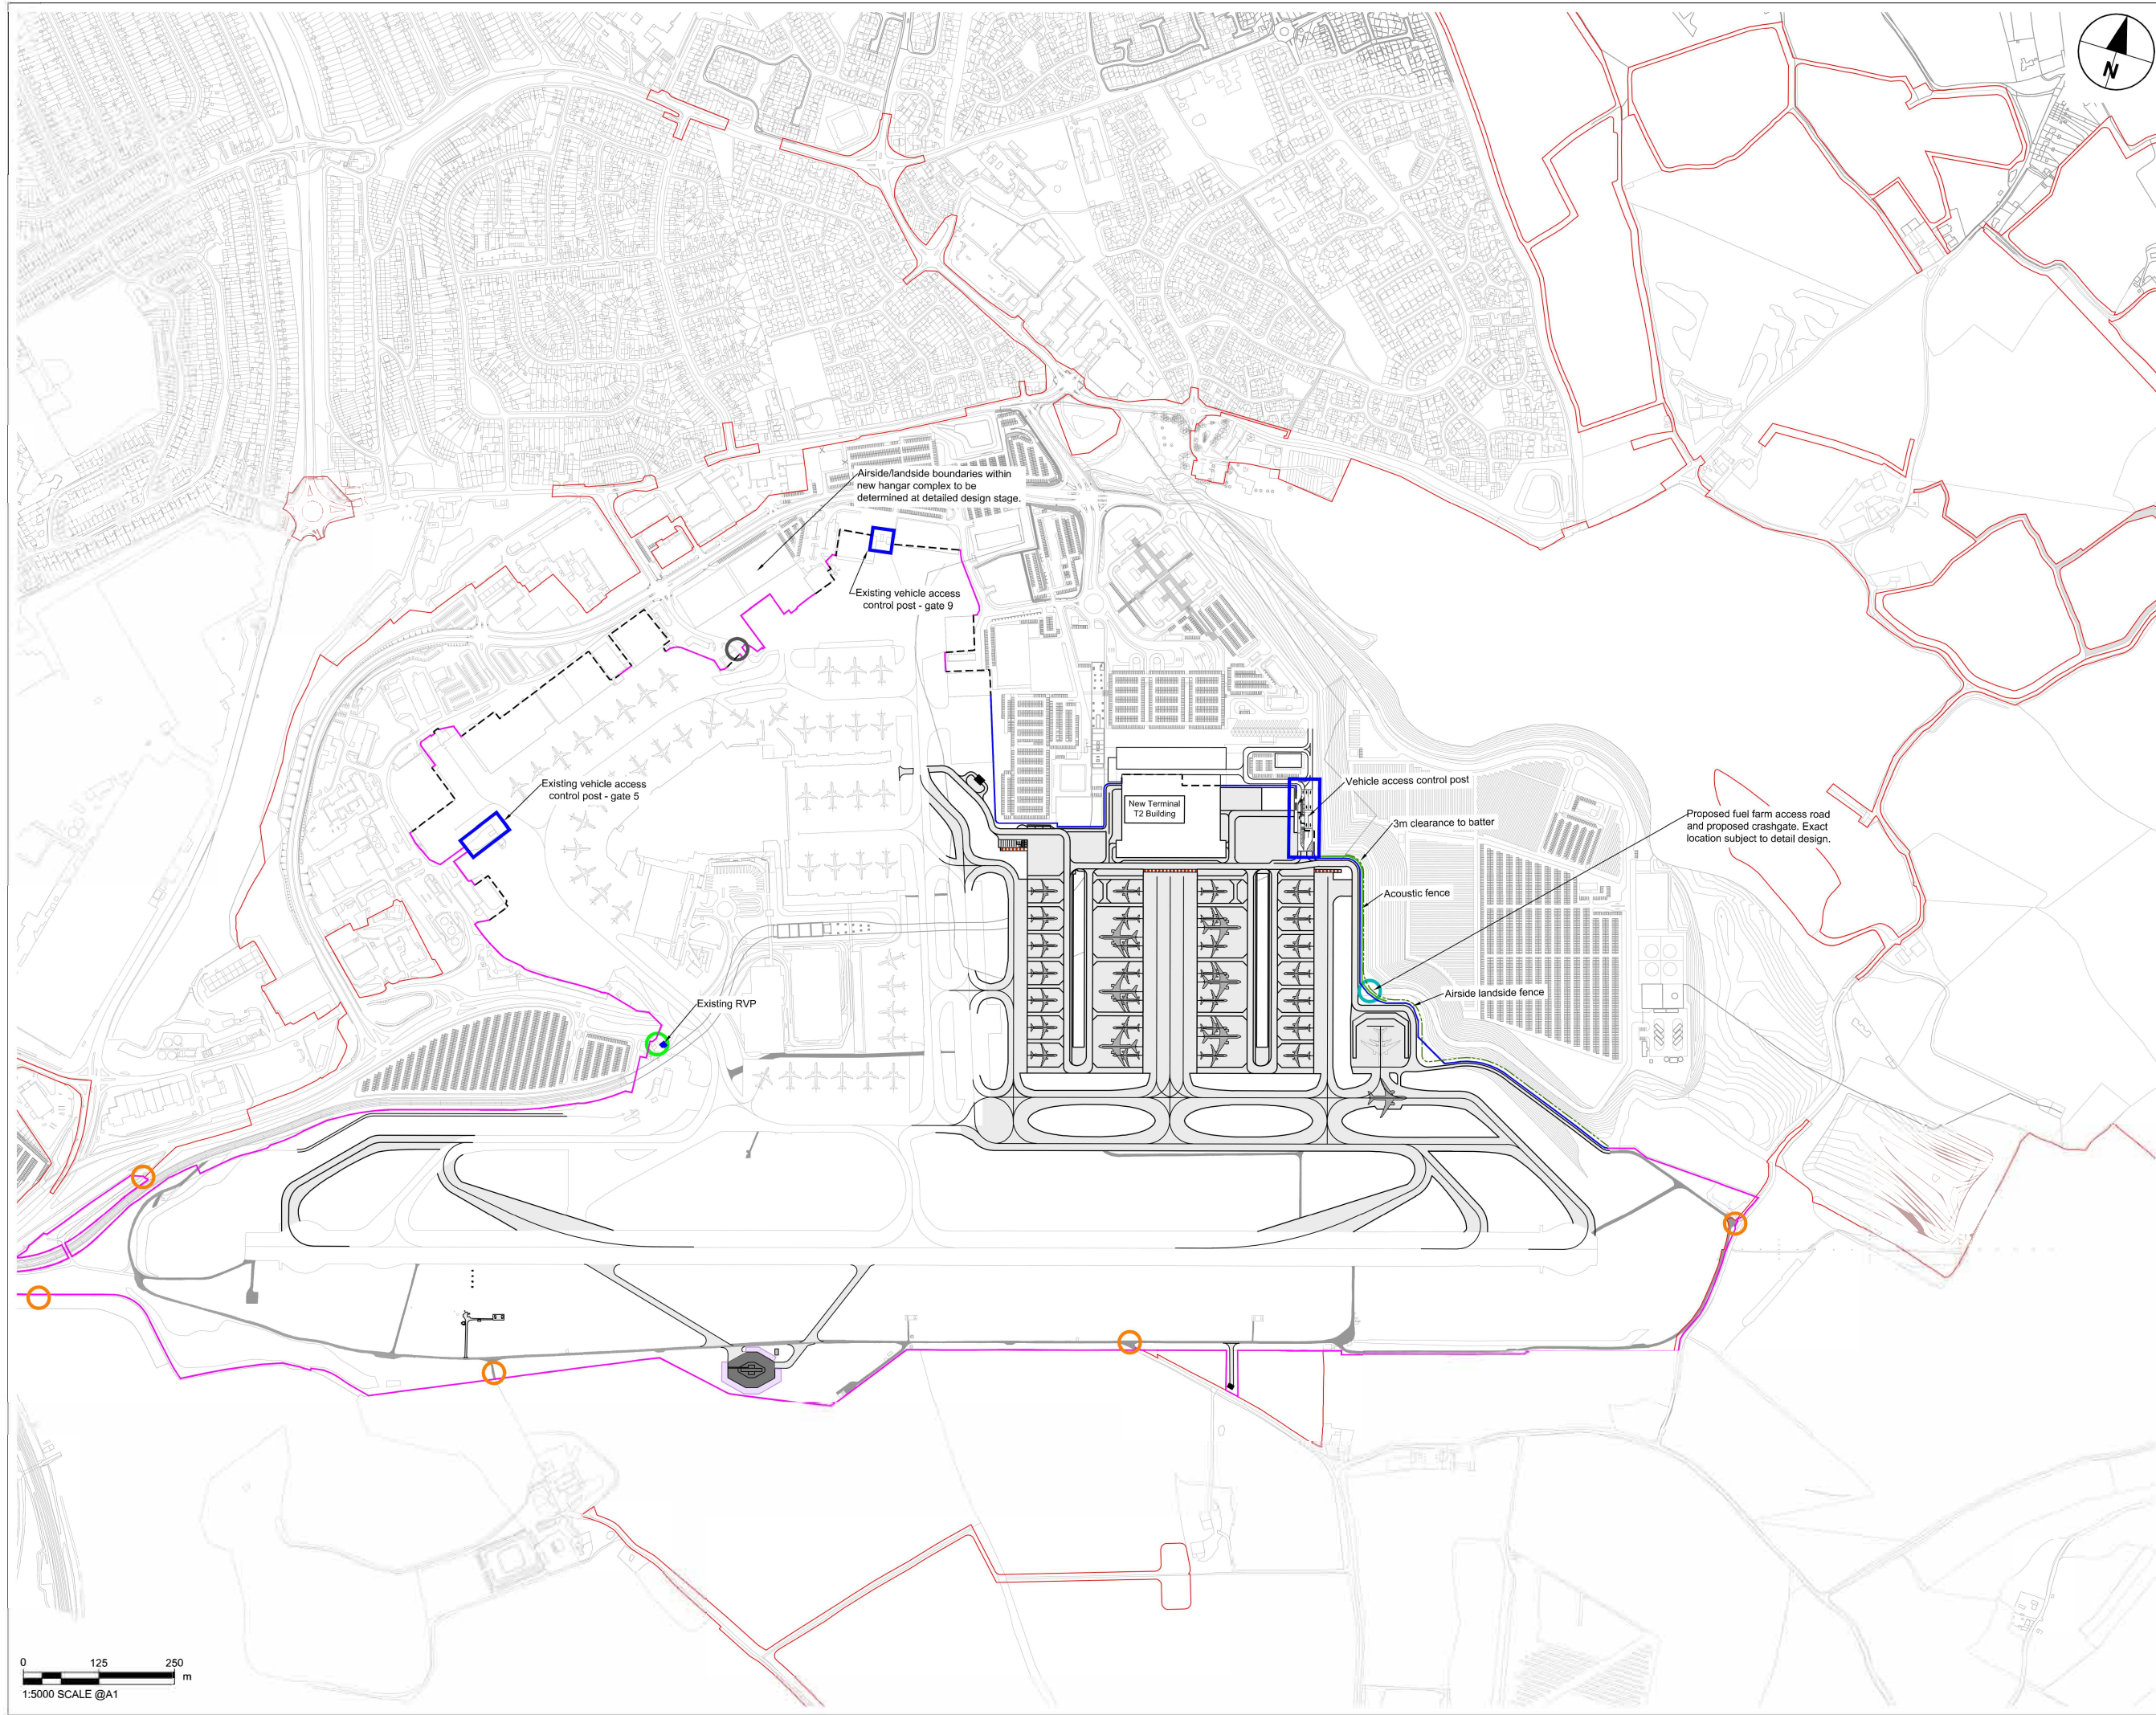 N
Airside/landside boundaries within
new hangar complex to be
determined at detailed design stage.
Existing vehicle access
control post - gate 9
Existing vehicle access
control post - gate 5
Vehicle access control post
New Terminal
T2 Building
3m clearance to batter
Proposed fuel farm access road
and proposed crashgate. Exact
location subject to detail design.
Acoustic fence
Airside landside fence
Existing RVP
0 125 250
m
1:5000 SCALE @A1